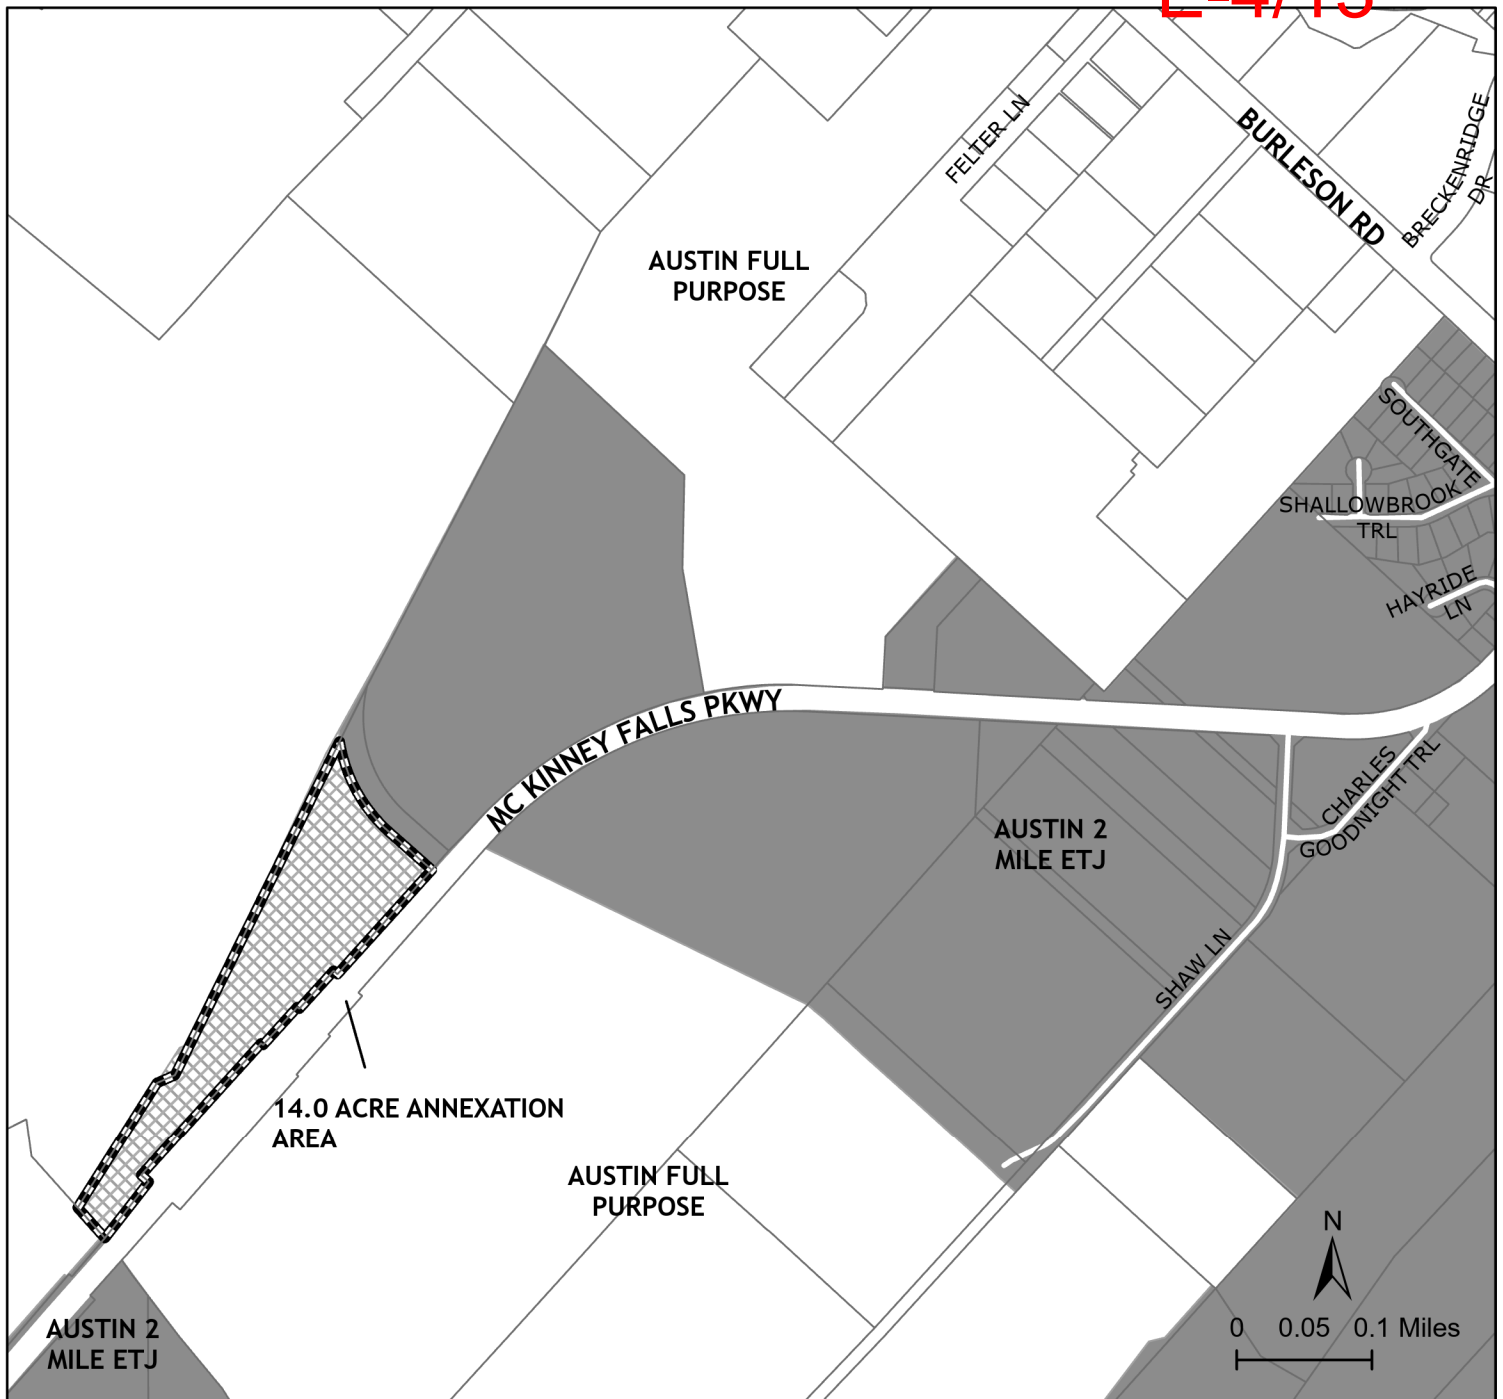 E-4/15
FELTER LN
BURLESON RD
BRECKENRIDGE
DR
AUSTIN FULL
PURPOSE
SOUTHGATE
SHALLOWBROOK
TRL
HAYRIDE
LN
MC KINNEY FALLS PKWY
CHARLES
GOODNIGHT TRL
AUSTIN 2
MILE ETJ
SHAW LN
14.0 ACRE ANNEXATION
AREA
AUSTIN FULL
PURPOSE
N
AUSTIN 2
MILE ETJ
0 0.05 0.1 Miles